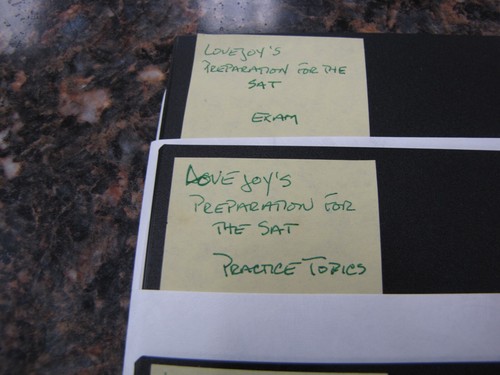 LOVEJOY'S
PREPARATION FOR THE
SAT
EXAM
LOVEJOY'S
PREPARATION FOR
THE SAT
PRACTICE TOPICS